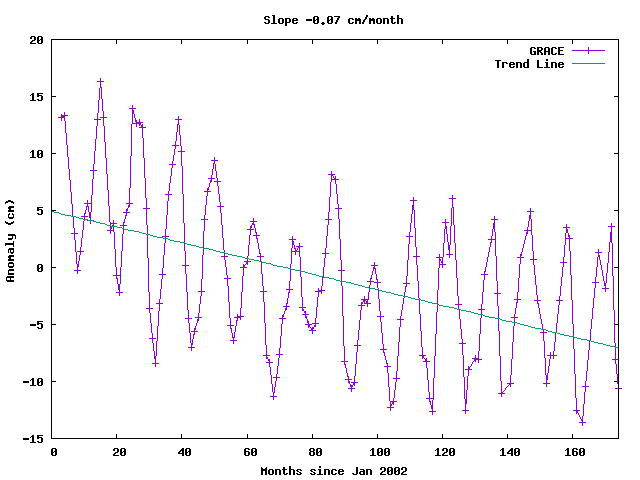 Slope -0.07 cm/month
GRACE
Trend Line
Anomaly (cm)
20
15
10
5
0
-5
-10
-15
0 20 40 60 80 100 120 140 160
Months since Jan 2002